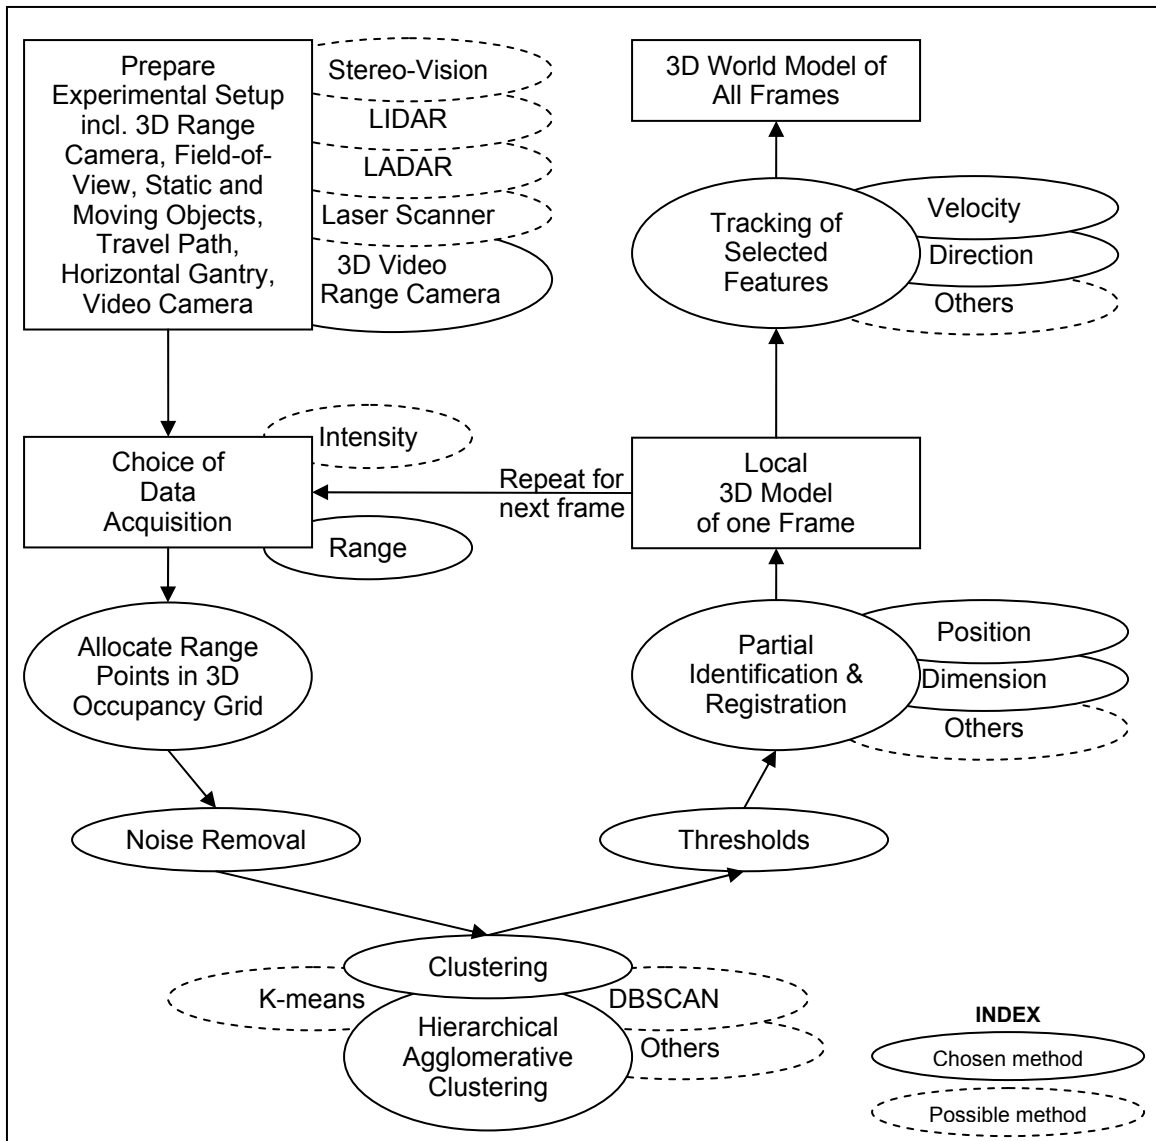 Prepare
Experimental Setup
incl. 3D Range
Camera, Field-of-
View, Static and
Moving Objects,
Travel Path,
Horizontal Gantry,
Video Camera
Stereo-Vision
LIDAR
LADAR
Laser Scanner
3D Video
Range Camera
3D World Model of
All Frames
Tracking of
Selected
Features
Velocity
Direction
Others
Choice of
Data
Acquisition
Intensity
Range
Repeat for
next frame
Local
3D Model
of one Frame
Allocate Range
Points in 3D
Occupancy Grid
Partial
Identification &
Registration
Position
Dimension
Others
Noise Removal
Thresholds
Clustering
K-means
DBSCAN
Hierarchical
Agglomerative
Clustering
Others
INDEX
Chosen method
Possible method